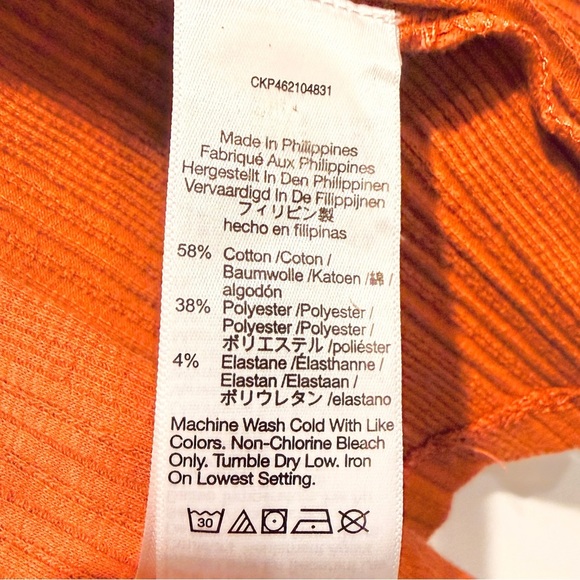 CKP462104831
Made In Philippines
Fabriqué Aux Philippines
Hergestellt In Den Philippinen
Vervaardigd In De Filippijnen
フィリピン製
hecho en filipinas
58% Cotton /Coton /
Baumwolle /Katoen /綿 /
algodón
38% Polyester /Polyester /
Polyester /Polyester /
ポリエステル /poliéster
4% Elastane /Élasthanne /
Elastan /Elastaan /
ポリウレタン /elastano
Machine Wash Cold With Like
Colors. Non-Chlorine Bleach
Only. Tumble Dry Low. Iron
On Lowest Setting.
30